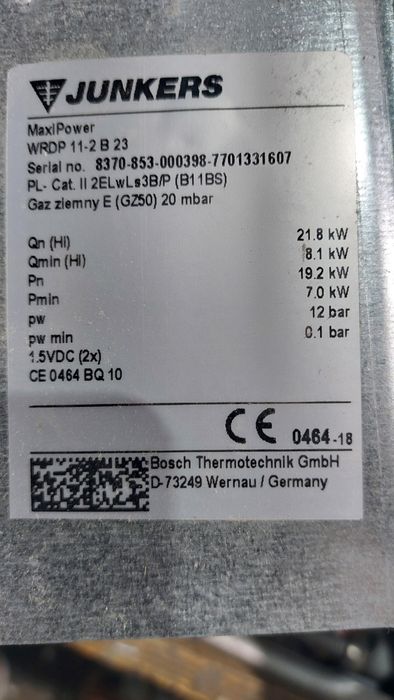 JUNKERS
MaxiPower
WRDP 11-2 B 23
Serial no. 8370-853-000398-7701331607
PL- Cat. II 2ELwLs3B/P (B11BS)
Gaz ziemny E (GZ50) 20 mbar
Qn (Hi) 21.8 kW
Qmin (Hi) 8.1 kW
Pn 19.2 kW
Pmin 7.0 kW
pw 12 bar
pw min 0.1 bar
1.5VDC (2x)
CE 0464 BQ 10
CE 0464-18
Bosch Thermotechnik GmbH
D-73249 Wernau / Germany